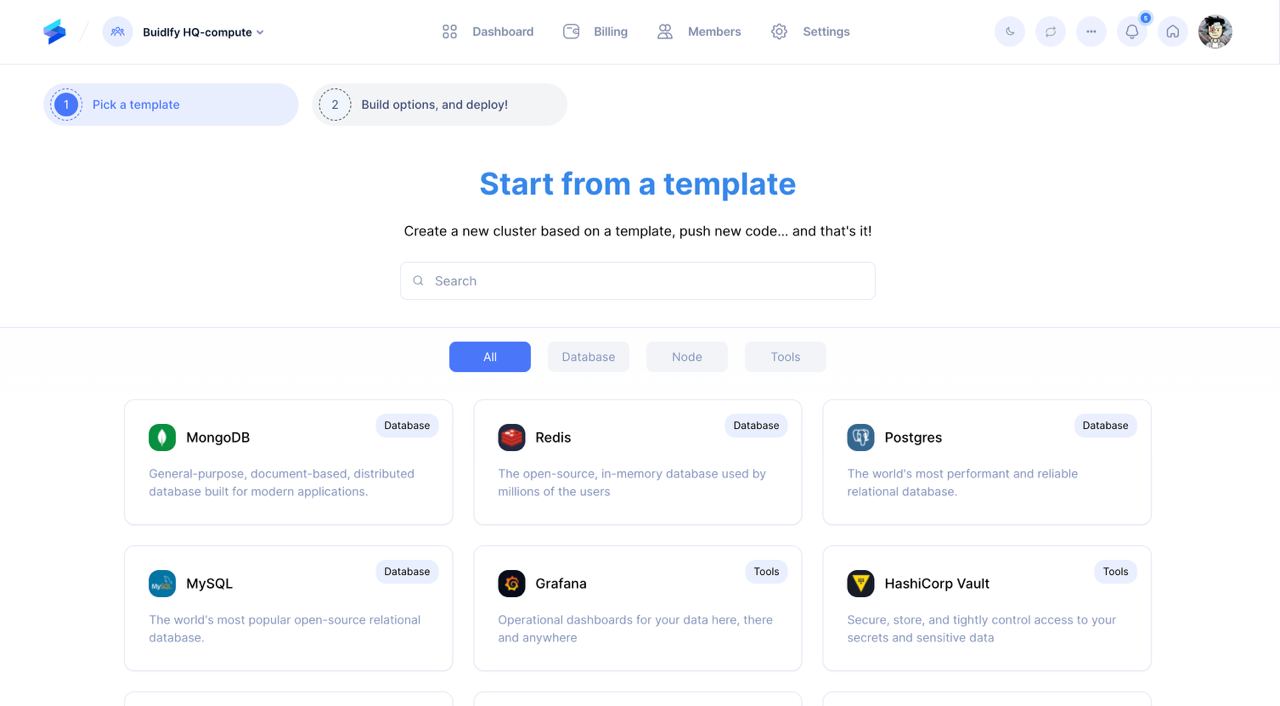 Buidlfy HQ-compute
Dashboard
Billing
Members
Settings
1
Pick a template
2
Build options, and deploy!
Start from a template
Create a new cluster based on a template, push new code... and that's it!
Search
All
Database
Node
Tools
MongoDB
Database
General-purpose, document-based, distributed
database built for modern applications.
Redis
Database
The open-source, in-memory database used by
millions of the users
Postgres
Database
The world's most performant and reliable
relational database.
MySQL
Database
The world's most popular open-source relational
database.
Grafana
Tools
Operational dashboards for your data here, there
and anywhere
HashiCorp Vault
Tools
Secure, store, and tightly control access to your
secrets and sensitive data